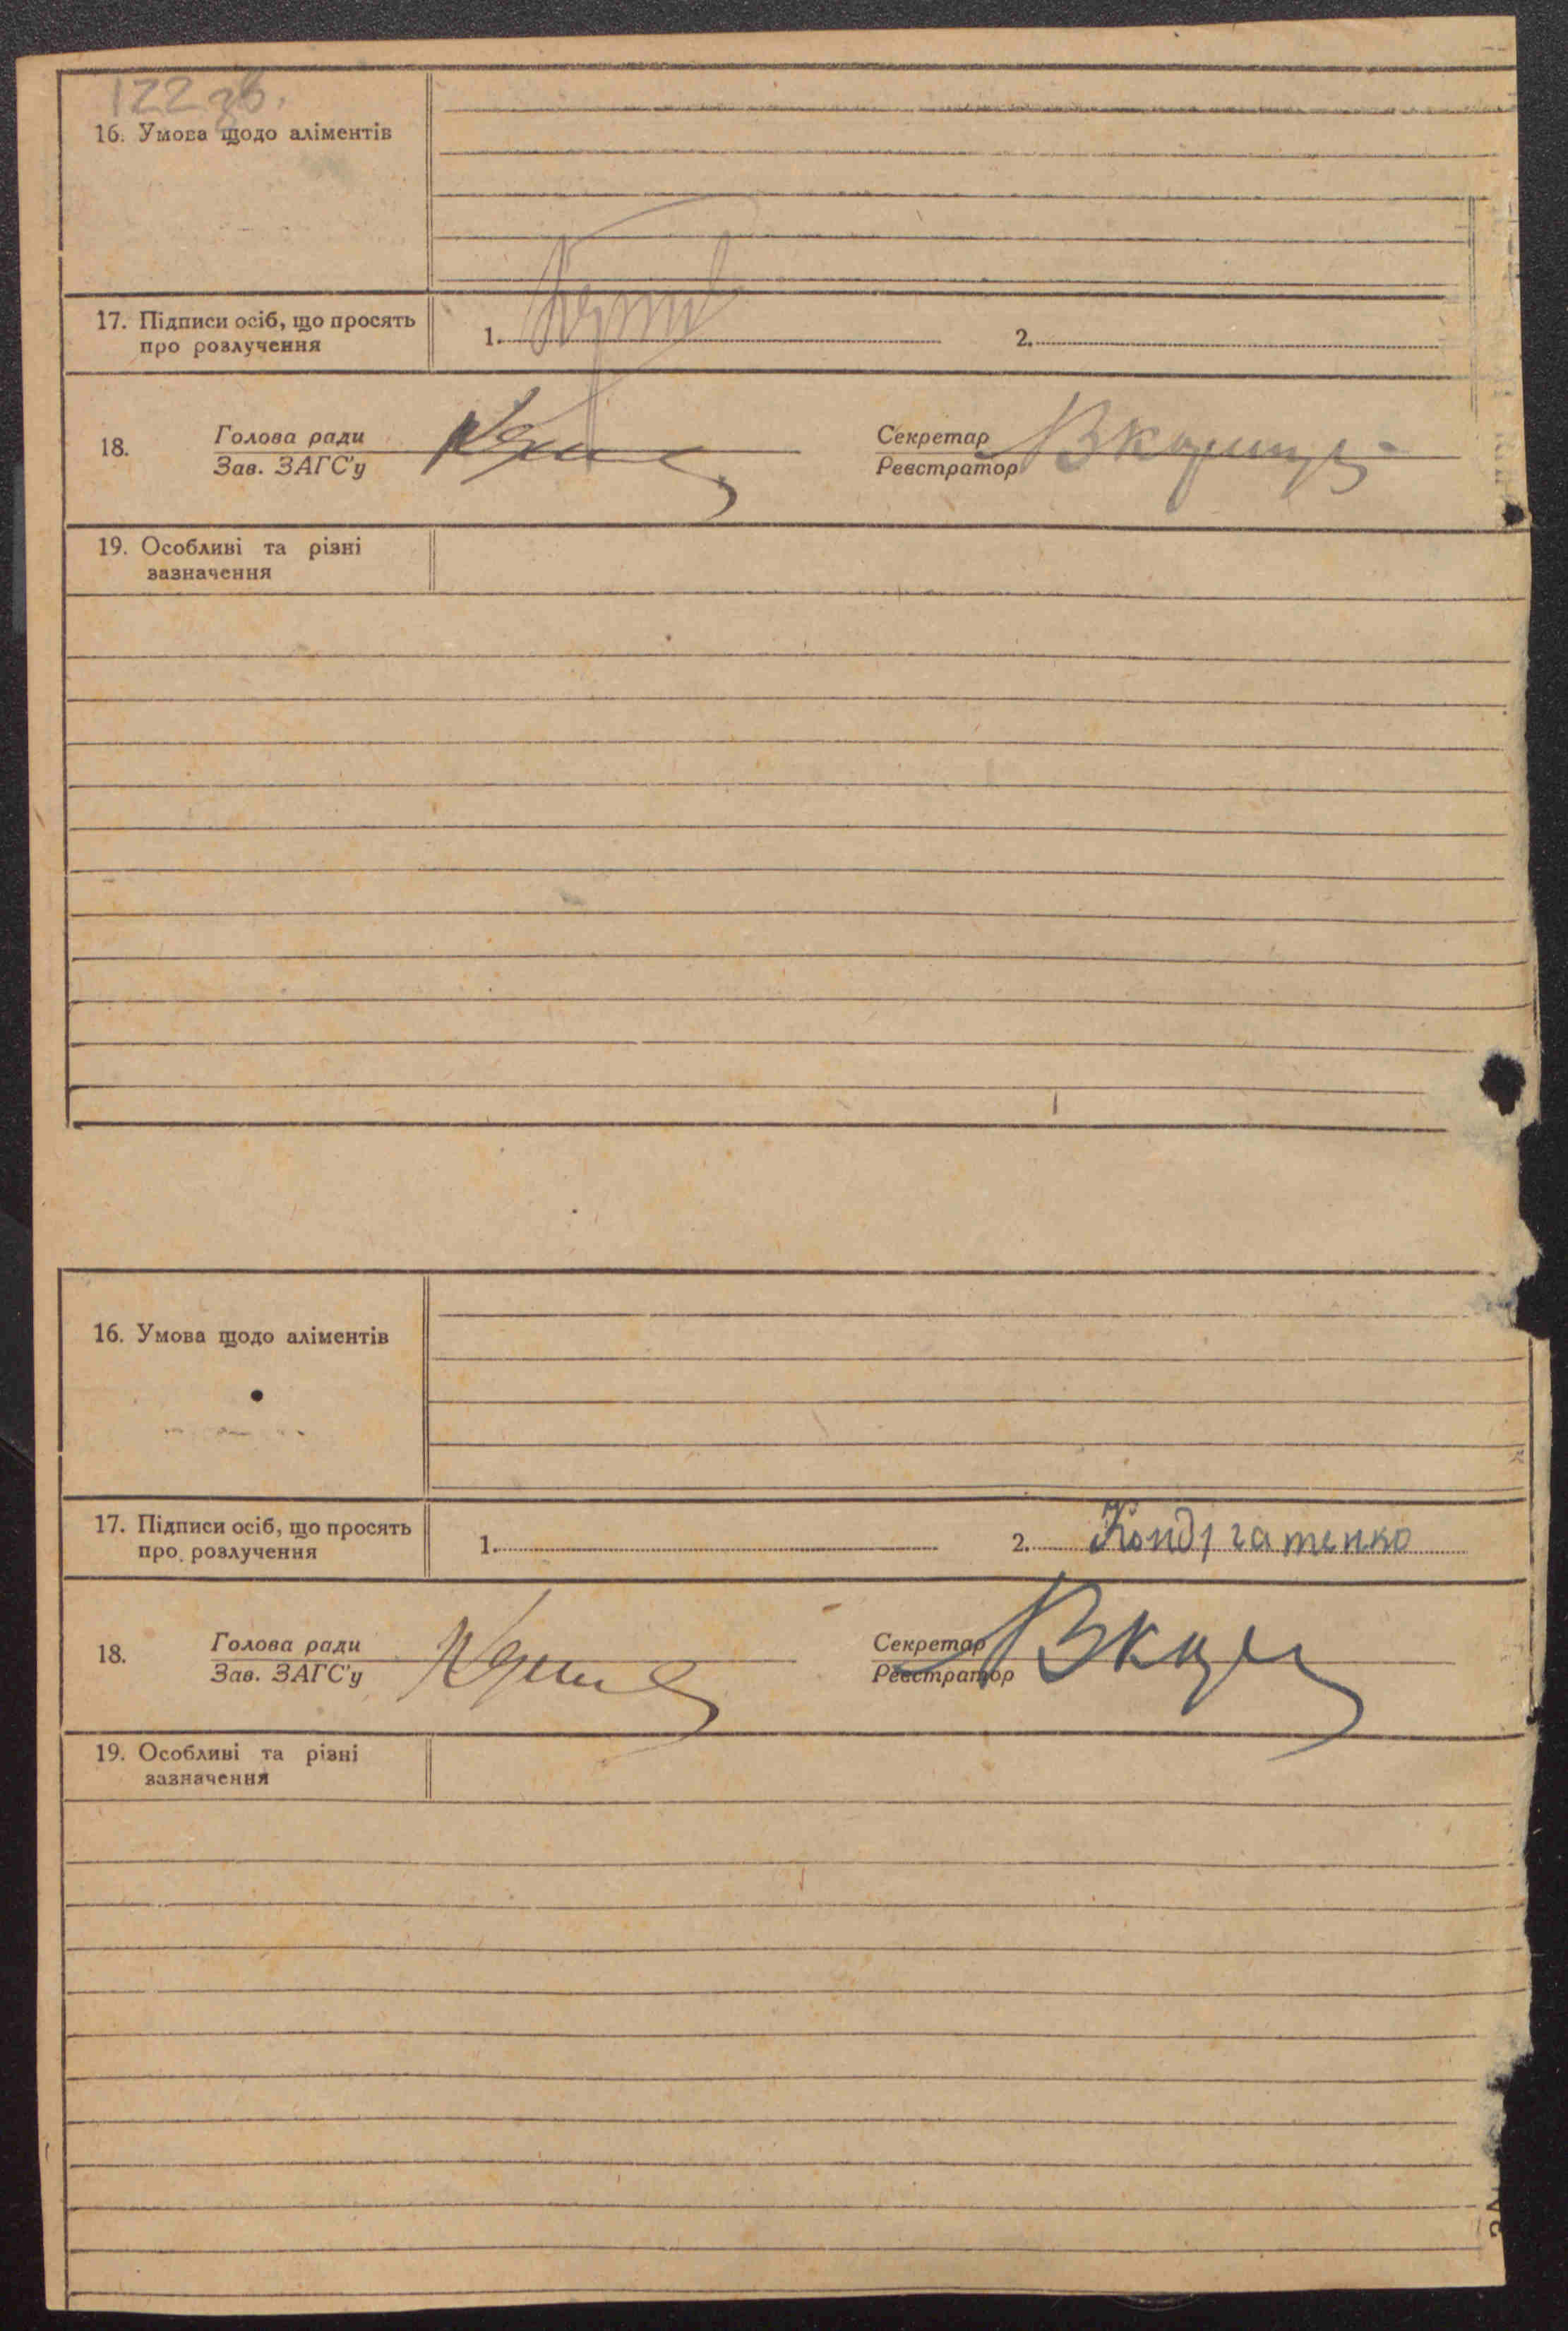 122 зв.
16. Умова щодо аліментів
17. Підписи осіб, що просять
про розлучення
1.
2.
18.
Голова ради
Зав. ЗАГС'у
Секретар
Реєстратор
19. Особливі та різні
зазначення
16. Умова щодо аліментів
17. Підписи осіб, що просять
про розлучення
1.
2.
18.
Голова ради
Зав. ЗАГС'у
Секретар
Реєстратор
19. Особливі та різні
зазначення